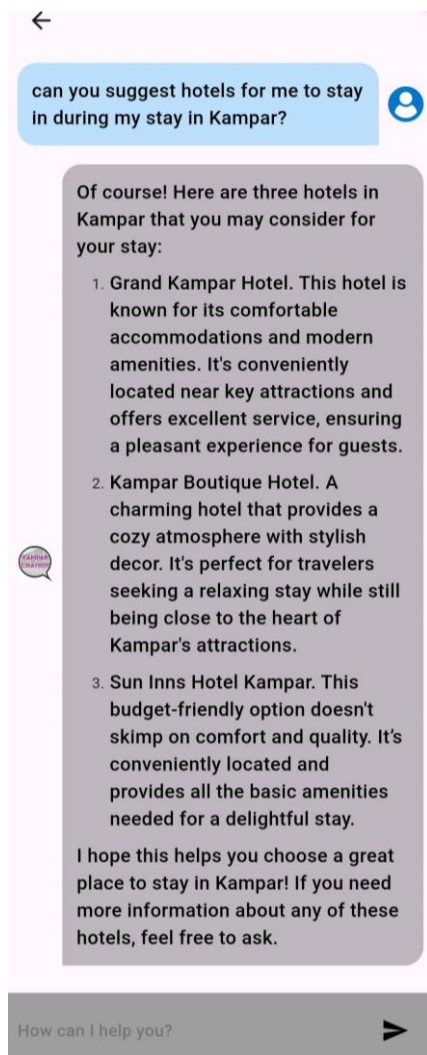 can you suggest hotels for me to stay
in during my stay in Kampar?
Of course! Here are three hotels in
Kampar that you may consider for
your stay:
1. Grand Kampar Hotel. This hotel is
known for its comfortable
accommodations and modern
amenities. It's conveniently
located near key attractions and
offers excellent service, ensuring
a pleasant experience for guests.
2. Kampar Boutique Hotel. A
charming hotel that provides a
cozy atmosphere with stylish
decor. It's perfect for travelers
seeking a relaxing stay while still
being close to the heart of
Kampar's attractions.
KAMPAR
CHATBOT
3. Sun Inns Hotel Kampar. This
budget-friendly option doesn't
skimp on comfort and quality. It’s
conveniently located and
provides all the basic amenities
needed for a delightful stay.
I hope this helps you choose a great
place to stay in Kampar! If you need
more information about any of these
hotels, feel free to ask.
How can I help you?